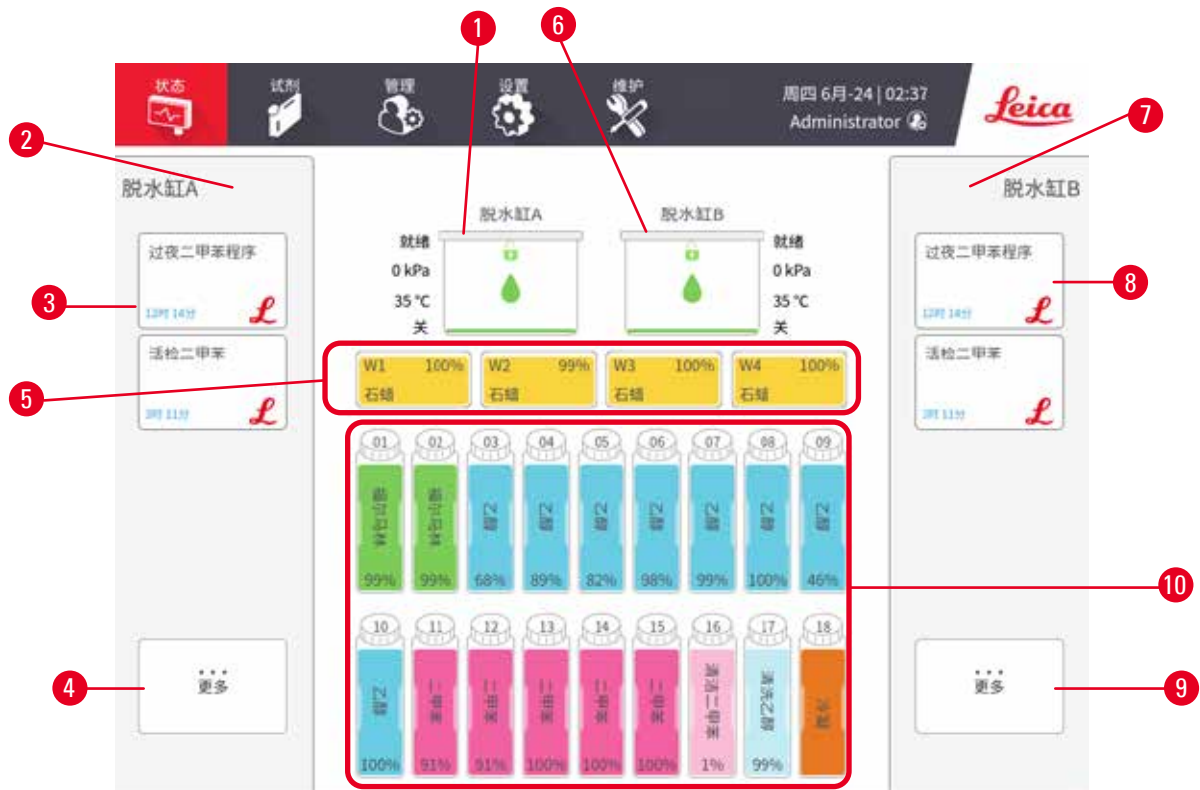 1
6
状态
试剂
管理
设置
维护
周四 6月-24 | 02:37
Administrator
Leica
2
7
脱水缸A
脱水缸B
脱水缸A
脱水缸B
过夜二甲苯程序
12时 14分
3
活检二甲苯
3时 11分
就绪
0 kPa
35 °C
关
就绪
0 kPa
35 °C
关
过夜二甲苯程序
12时 14分
8
活检二甲苯
3时 11分
5
W1 100%
石蜡
W2 99%
石蜡
W3 100%
石蜡
W4 100%
石蜡
01 02 03 04 05 06 07 08 09
福尔马林 福尔马林 乙醇 乙醇 乙醇 乙醇 乙醇 乙醇 乙醇
99% 99% 68% 89% 82% 98% 99% 100% 46%
10
10 11 12 13 14 15 16 17 18
乙醇 二甲苯 二甲苯 二甲苯 二甲苯 二甲苯 清洁二甲苯 清洗乙醇
100% 91% 91% 100% 100% 100% 1% 99%
4
更多
更多
9